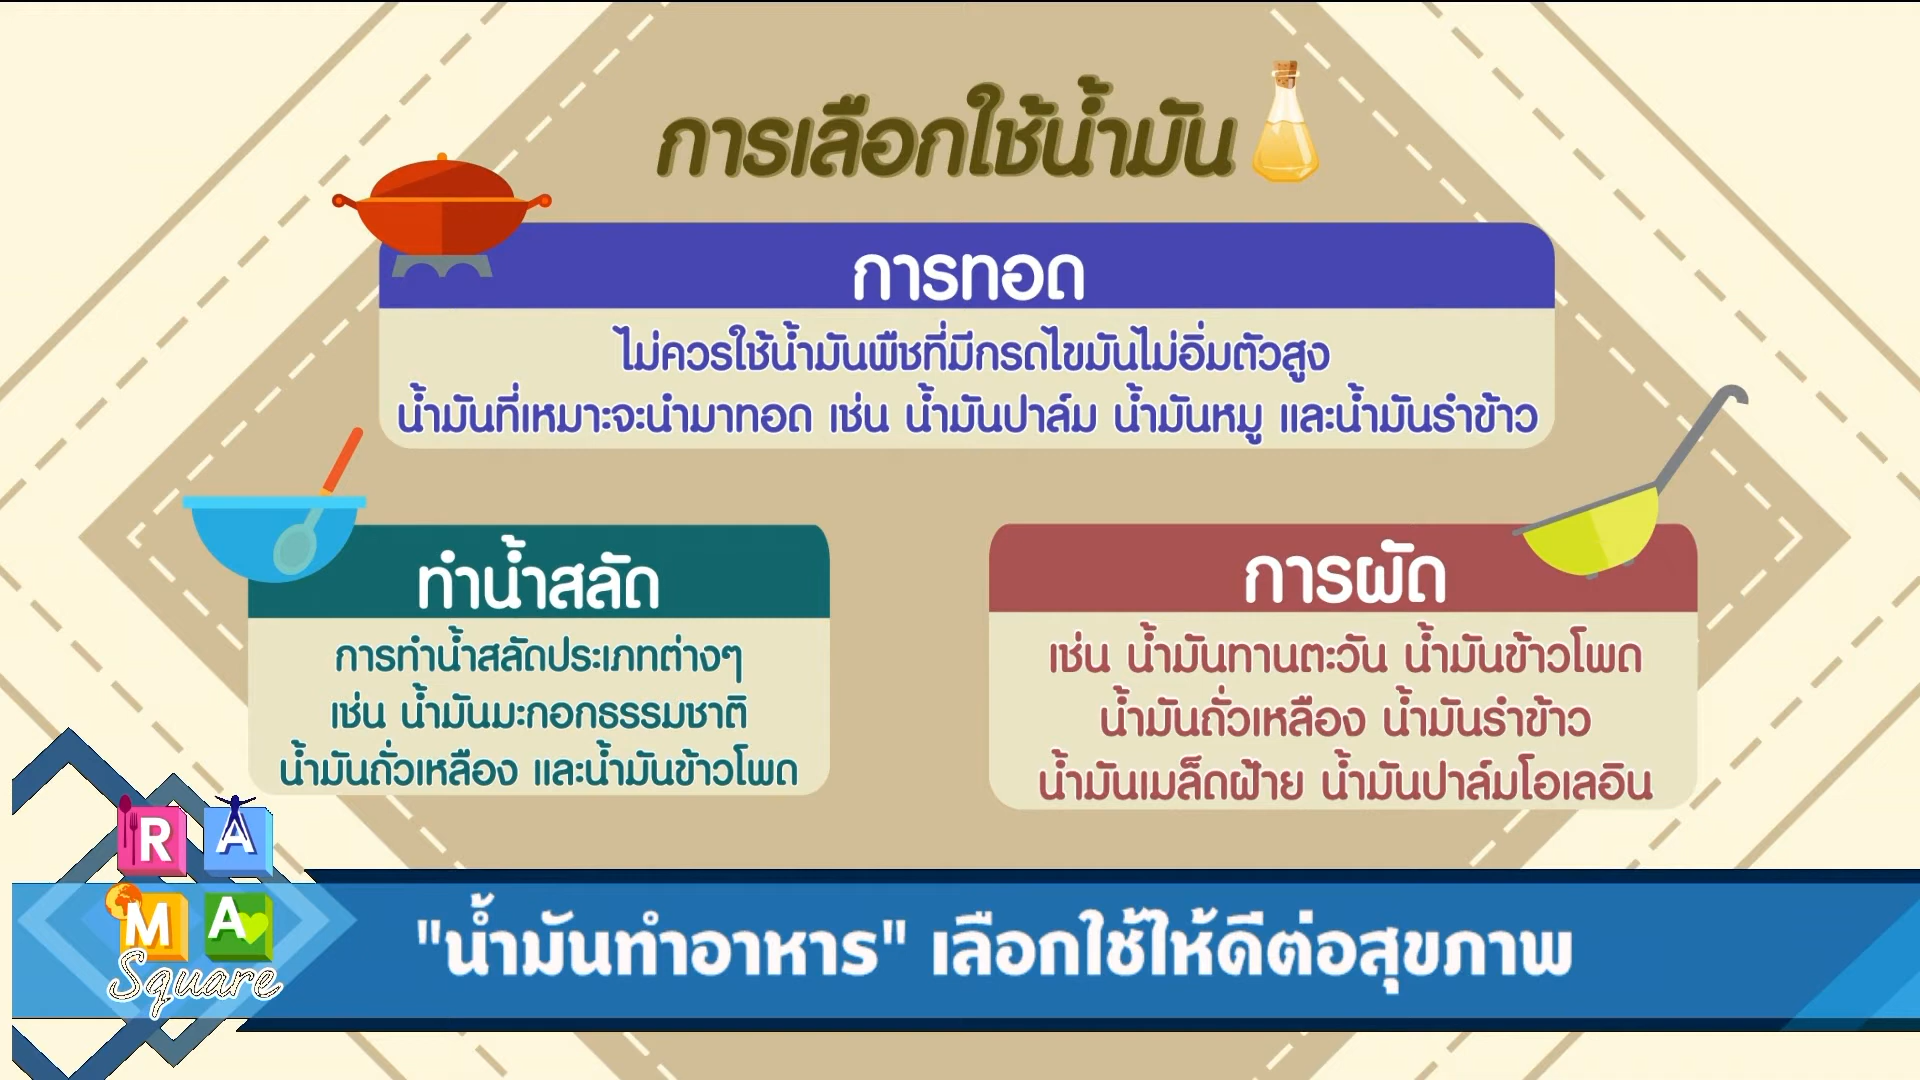 การเลือกใช้น้ำมัน
การทอด
ไม่ควรใช้น้ำมันพืชที่มีกรดไขมันไม่อิ่มตัวสูง
น้ำมันที่เหมาะจะนำมาทอด เช่น น้ำมันปาล์ม น้ำมันหมู และน้ำมันรำข้าว
ทำน้ำสลัด
การทำน้ำสลัดประเภทต่างๆ
เช่น น้ำมันมะกอกธรรมชาติ
น้ำมันถั่วเหลือง และน้ำมันข้าวโพด
การผัด
เช่น น้ำมันทานตะวัน น้ำมันข้าวโพด
น้ำมันถั่วเหลือง น้ำมันรำข้าว
น้ำมันเมล็ดฝ้าย น้ำมันปาล์มโอเลอิน
RA
MA
Square
"น้ำมันทำอาหาร" เลือกใช้ให้ดีต่อสุขภาพ